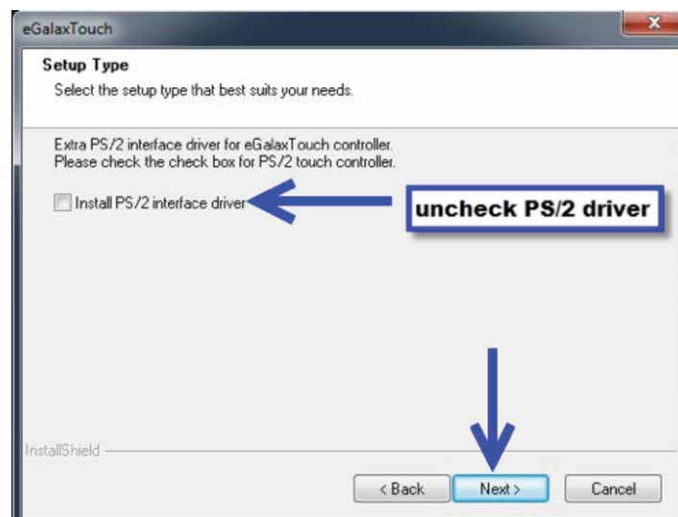 eGalaxTouch
Setup Type
Select the setup type that best suits your needs.
Extra PS/2 interface driver for eGalaxTouch controller.
Please check the check box for PS/2 touch controller.
Install PS/2 interface driver
uncheck PS/2 driver
InstallShield
< Back
Next >
Cancel